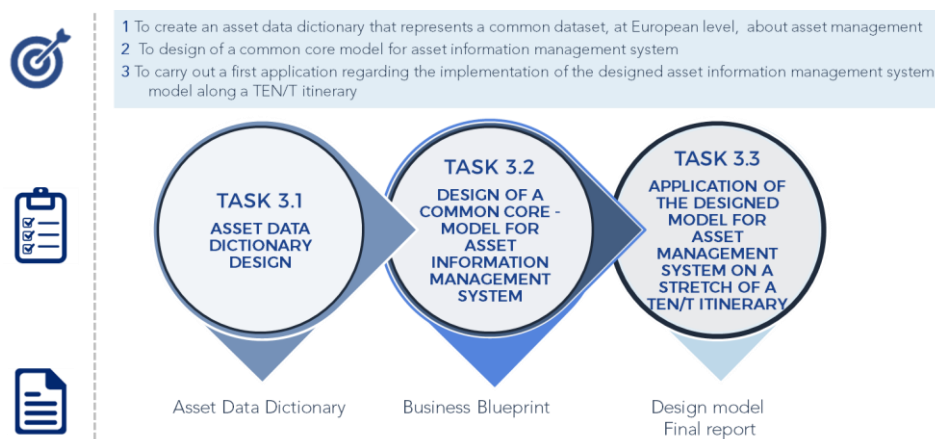 1 To create an asset data dictionary that represents a common dataset, at European level, about asset management
2 To design of a common core model for asset information management system
3 To carry out a first application regarding the implementation of the designed asset information management system
model along a TEN/T itinerary
TASK 3.1
ASSET DATA
DICTIONARY
DESIGN
TASK 3.2
DESIGN OF A
COMMON CORE -
MODEL FOR
ASSET
INFORMATION
MANAGEMENT
SYSTEM
TASK 3.3
APPLICATION OF
THE DESIGNED
MODEL FOR
ASSET
MANAGEMENT
SYSTEM ON A
STRETCH OF A
TEN/T ITINERARY
Asset Data Dictionary
Business Blueprint
Design model
Final report